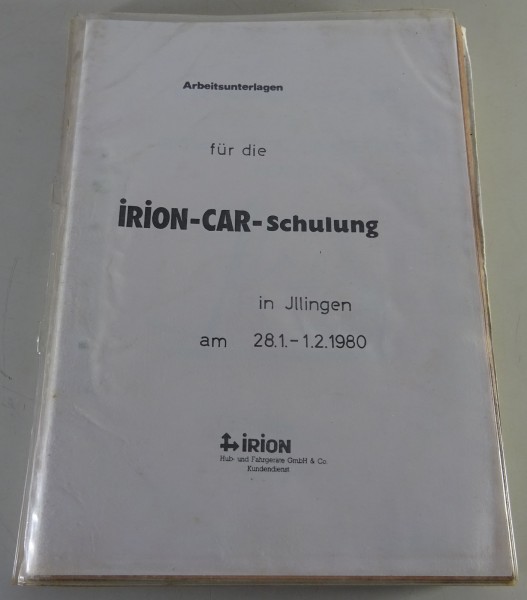 Arbeitsunterlagen
für die
iRiON-CAR-Schulung
in Jllingen
am 28.1.-1.2.1980
iRiON
Hub- und Fahrgeräte GmbH & Co.
Kundendienst